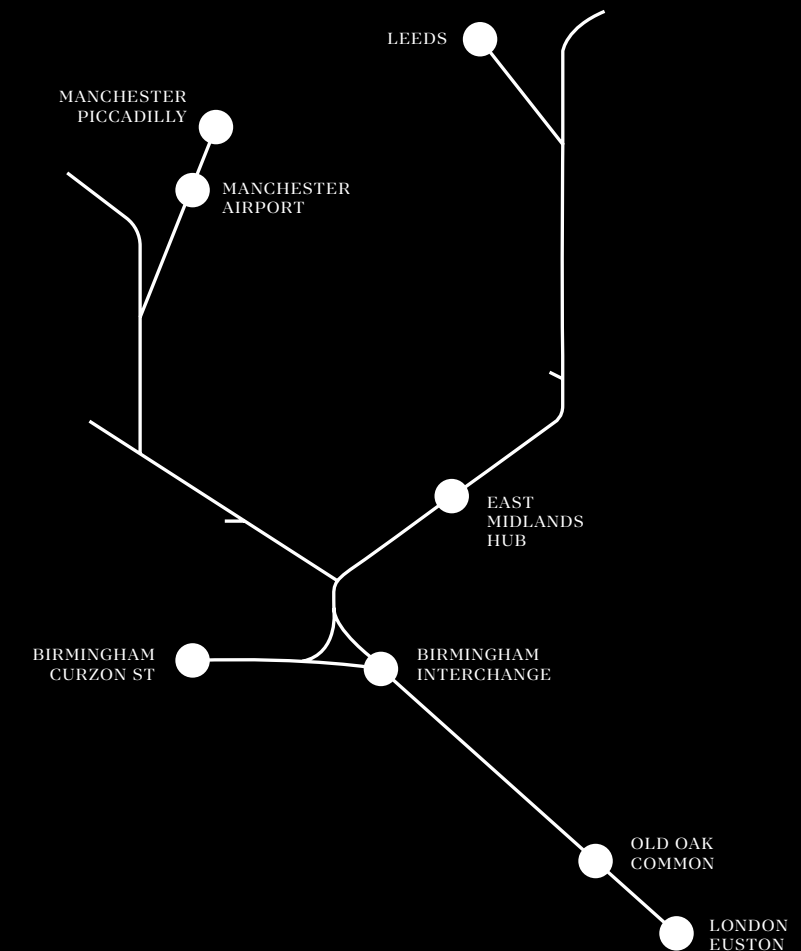 LEEDS
MANCHESTER
PICCADILLY
MANCHESTER
AIRPORT
EAST
MIDLANDS
HUB
BIRMINGHAM
CURZON ST
BIRMINGHAM
INTERCHANGE
OLD OAK
COMMON
LONDON
EUSTON